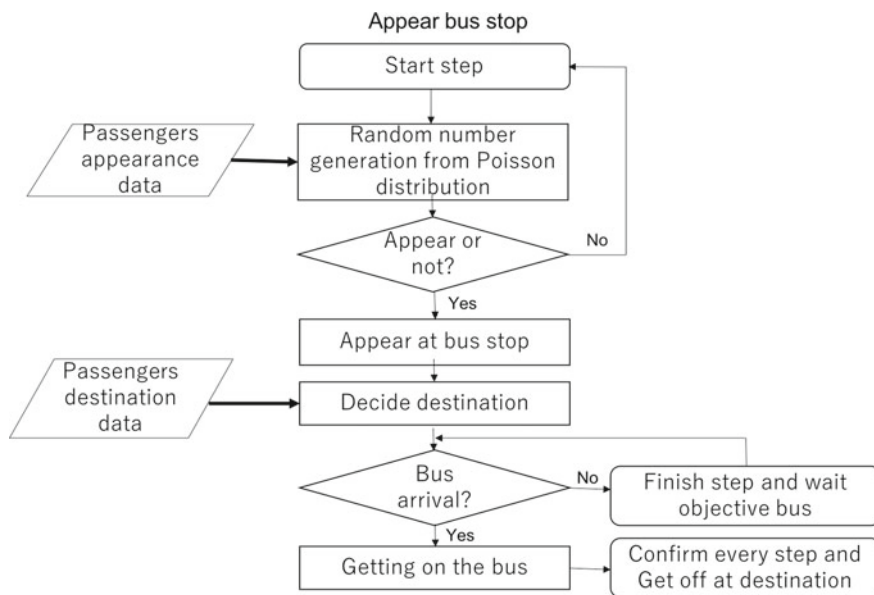 Appear bus stop
Start step
Passengers
appearance
data
Random number
generation from Poisson
distribution
Appear or
not?
No
Yes
Appear at bus stop
Passengers
destination
data
Decide destination
Bus
arrival?
No
Finish step and wait
objective bus
Yes
Getting on the bus
Confirm every step and
Get off at destination